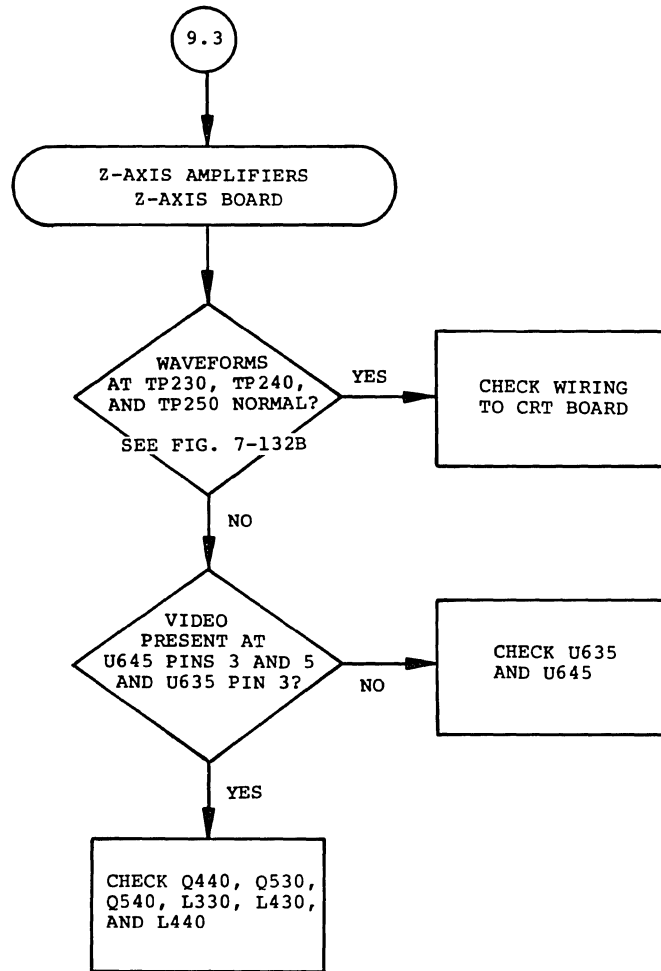 9.3
Z-AXIS AMPLIFIERS
Z-AXIS BOARD
WAVEFORMS
AT TP230, TP240,
AND TP250 NORMAL?
SEE FIG. 7-132B
YES
CHECK WIRING
TO CRT BOARD
NO
VIDEO
PRESENT AT
U645 PINS 3 AND 5
AND U635 PIN 3?
NO
CHECK U635
AND U645
YES
CHECK Q440, Q530,
Q540, L330, L430,
AND L440